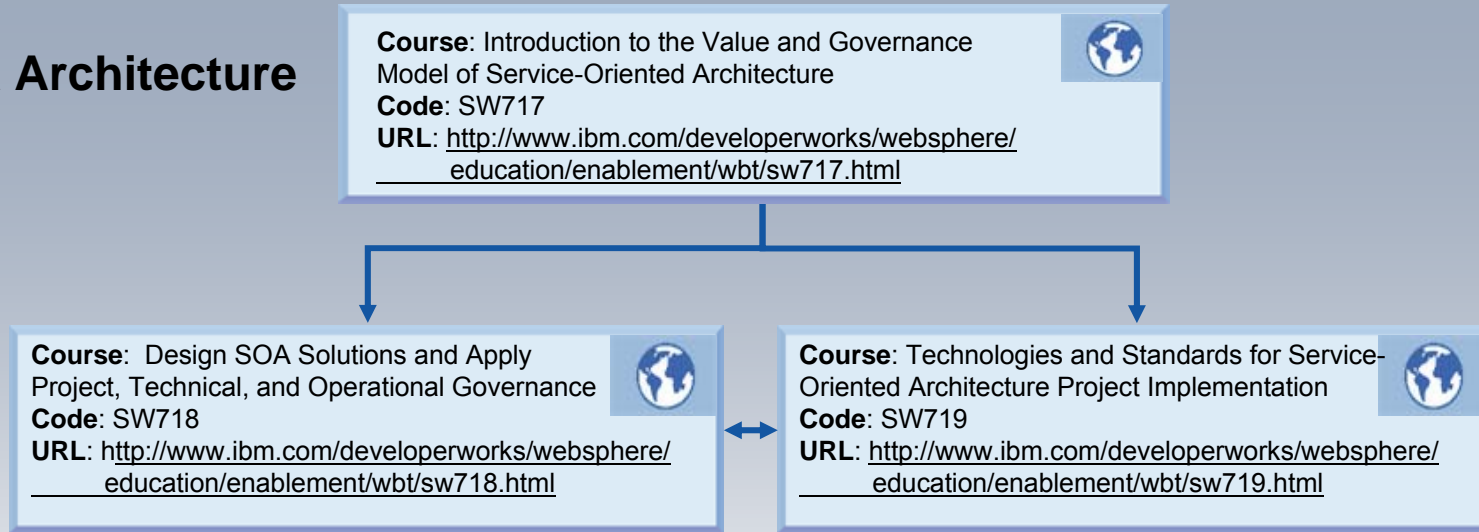 Architecture
Course: Introduction to the Value and Governance
Model of Service-Oriented Architecture
Code: SW717
URL: http://www.ibm.com/developerworks/websphere/
education/enablement/wbt/sw717.html
Course: Design SOA Solutions and Apply
Project, Technical, and Operational Governance
Code: SW718
URL: http://www.ibm.com/developerworks/websphere/
education/enablement/wbt/sw718.html
Course: Technologies and Standards for Service-
Oriented Architecture Project Implementation
Code: SW719
URL: http://www.ibm.com/developerworks/websphere/
education/enablement/wbt/sw719.html